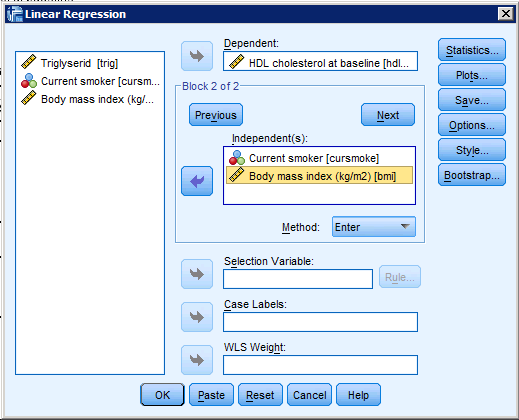 Linear Regression
Triglyserid [trig]
Current smoker [cursm...
Body mass index (kg/...
Dependent:
HDL cholesterol at baseline [hdl...
Block 2 of 2
Previous
Next
Independent(s):
Current smoker [cursmoke]
Body mass index (kg/m2) [bmi]
Method:
Enter
Selection Variable:
Rule...
Case Labels:
WLS Weight:
Statistics...
Plots...
Save...
Options...
Style...
Bootstrap...
OK
Paste
Reset
Cancel
Help